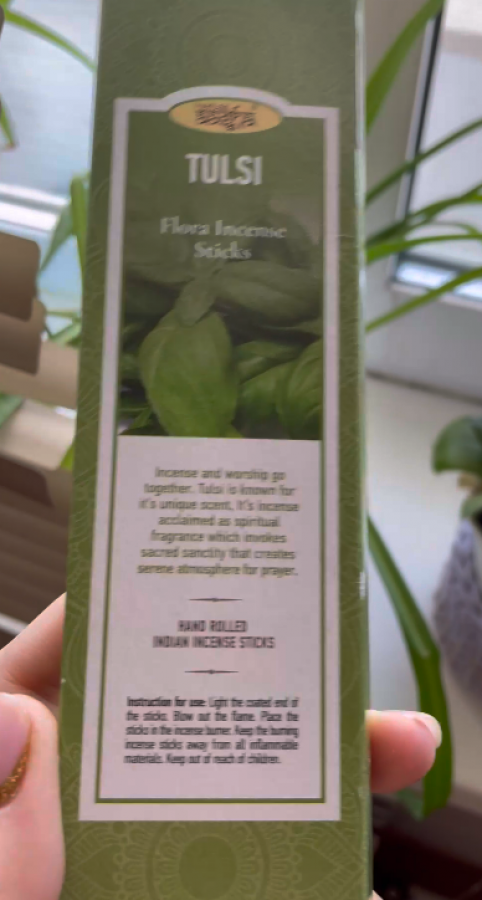 TULSI
Flora Incense
Sticks
Incense and worship go
together. Tulsi is known for
it's unique scent, It's incense
acclaimed as spiritual
fragrance which invokes
sacred sanctity that creates
serene atmosphere for prayer.
HAND ROLLED
INDIAN INCENSE STICKS
Instruction for use: Light the coated end of
the sticks. Blow out the flame. Place the
sticks in the incense burner. Keep the burning
incense sticks away from all inflammable
materials. Keep out of reach of children.